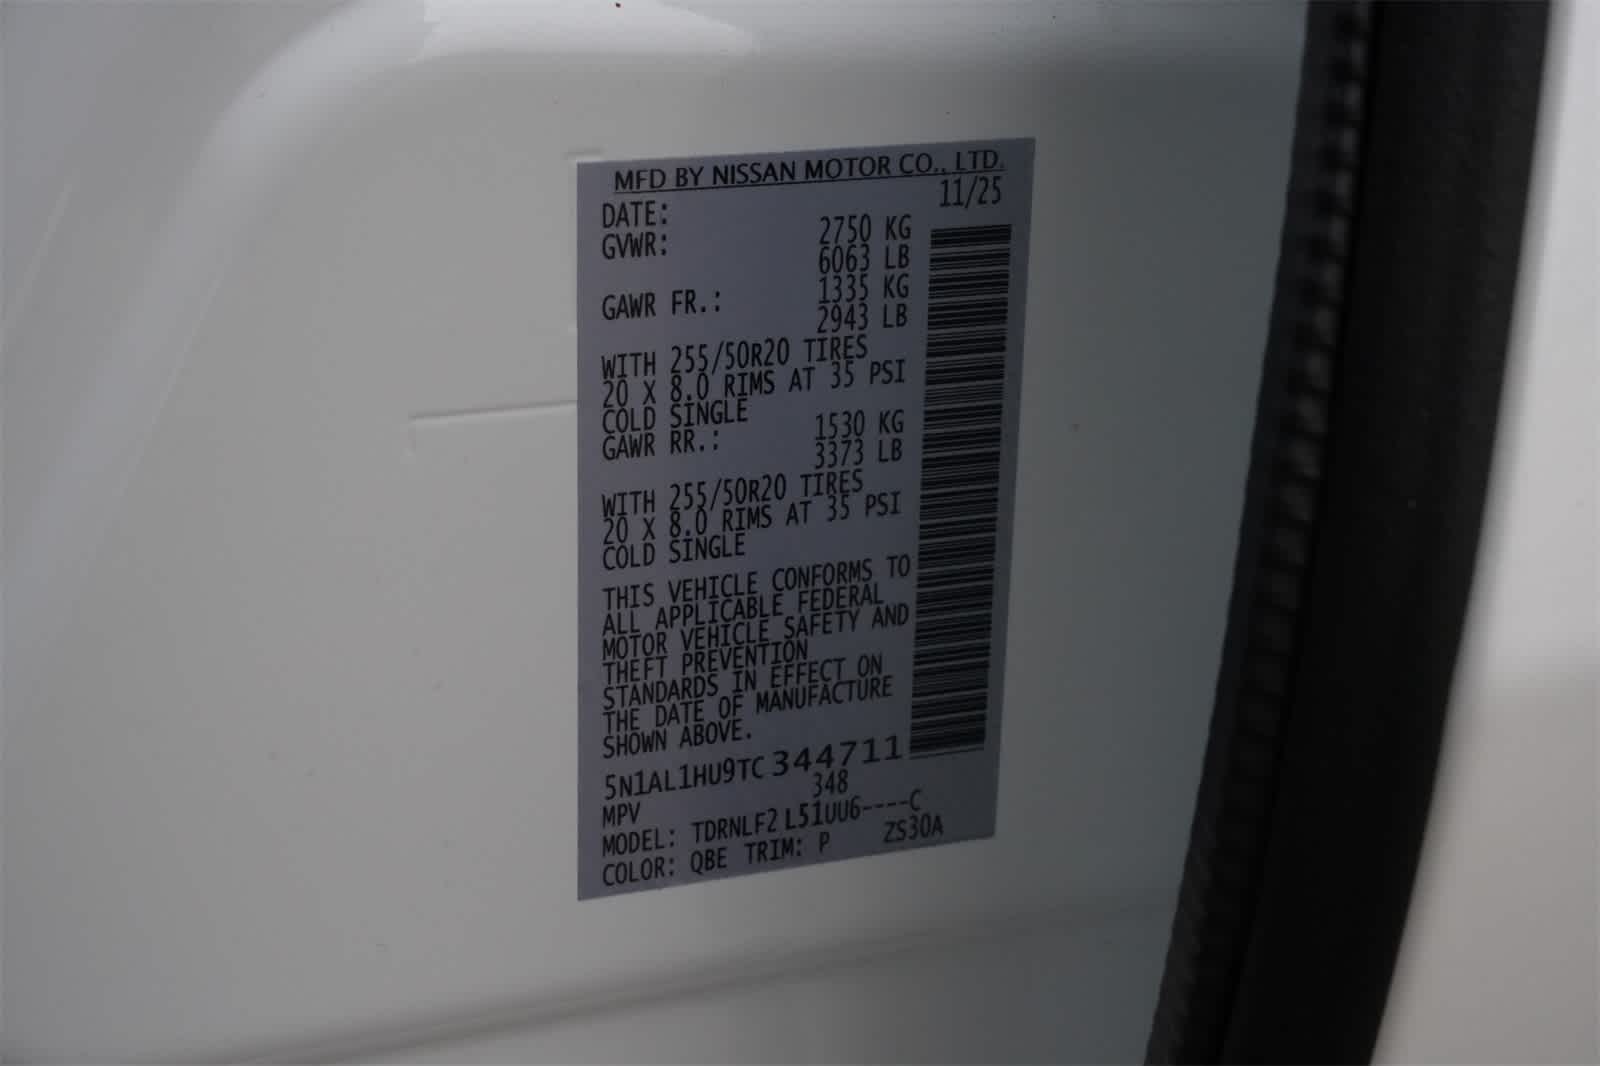 MFD BY NISSAN MOTOR CO., LTD.
DATE: 11/25
GVWR: 2750 KG
6063 LB
GAWR FR.: 1335 KG
2943 LB
WITH 255/50R20 TIRES
20 X 8.0 RIMS AT 35 PSI
COLD SINGLE
GAWR RR.: 1530 KG
3373 LB
WITH 255/50R20 TIRES
20 X 8.0 RIMS AT 35 PSI
COLD SINGLE
THIS VEHICLE CONFORMS TO
ALL APPLICABLE FEDERAL
MOTOR VEHICLE SAFETY AND
THEFT PREVENTION
STANDARDS IN EFFECT ON
THE DATE OF MANUFACTURE
SHOWN ABOVE.
5N1AL1HU9TC344711
MPV 348
MODEL: TDRNLF2 L51UU6----C
COLOR: QBE TRIM: P ZS30A